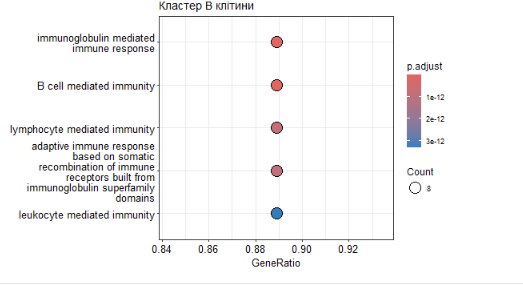 Кластер В клітини
immunoglobulin mediated
immune response
B cell mediated immunity
lymphocyte mediated immunity
adaptive immune response
based on somatic
recombination of immune
receptors built from
immunoglobulin superfamily
domains
leukocyte mediated immunity
0.84 0.86 0.88 0.90 0.92
GeneRatio
p.adjust
1e-12
2e-12
3e-12
Count
8